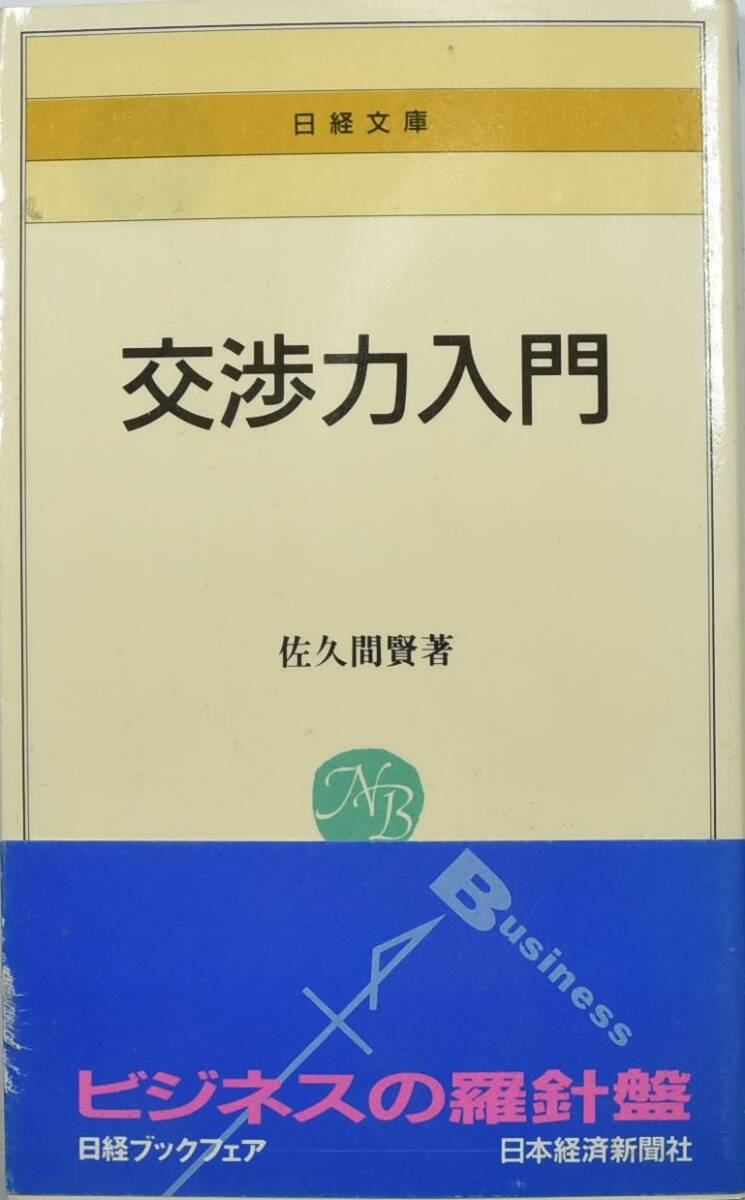 日経文庫
交渉力入門
佐久間賢著
NB
Business
ビジネスの羅針盤
日経ブックフェア
日本経済新聞社